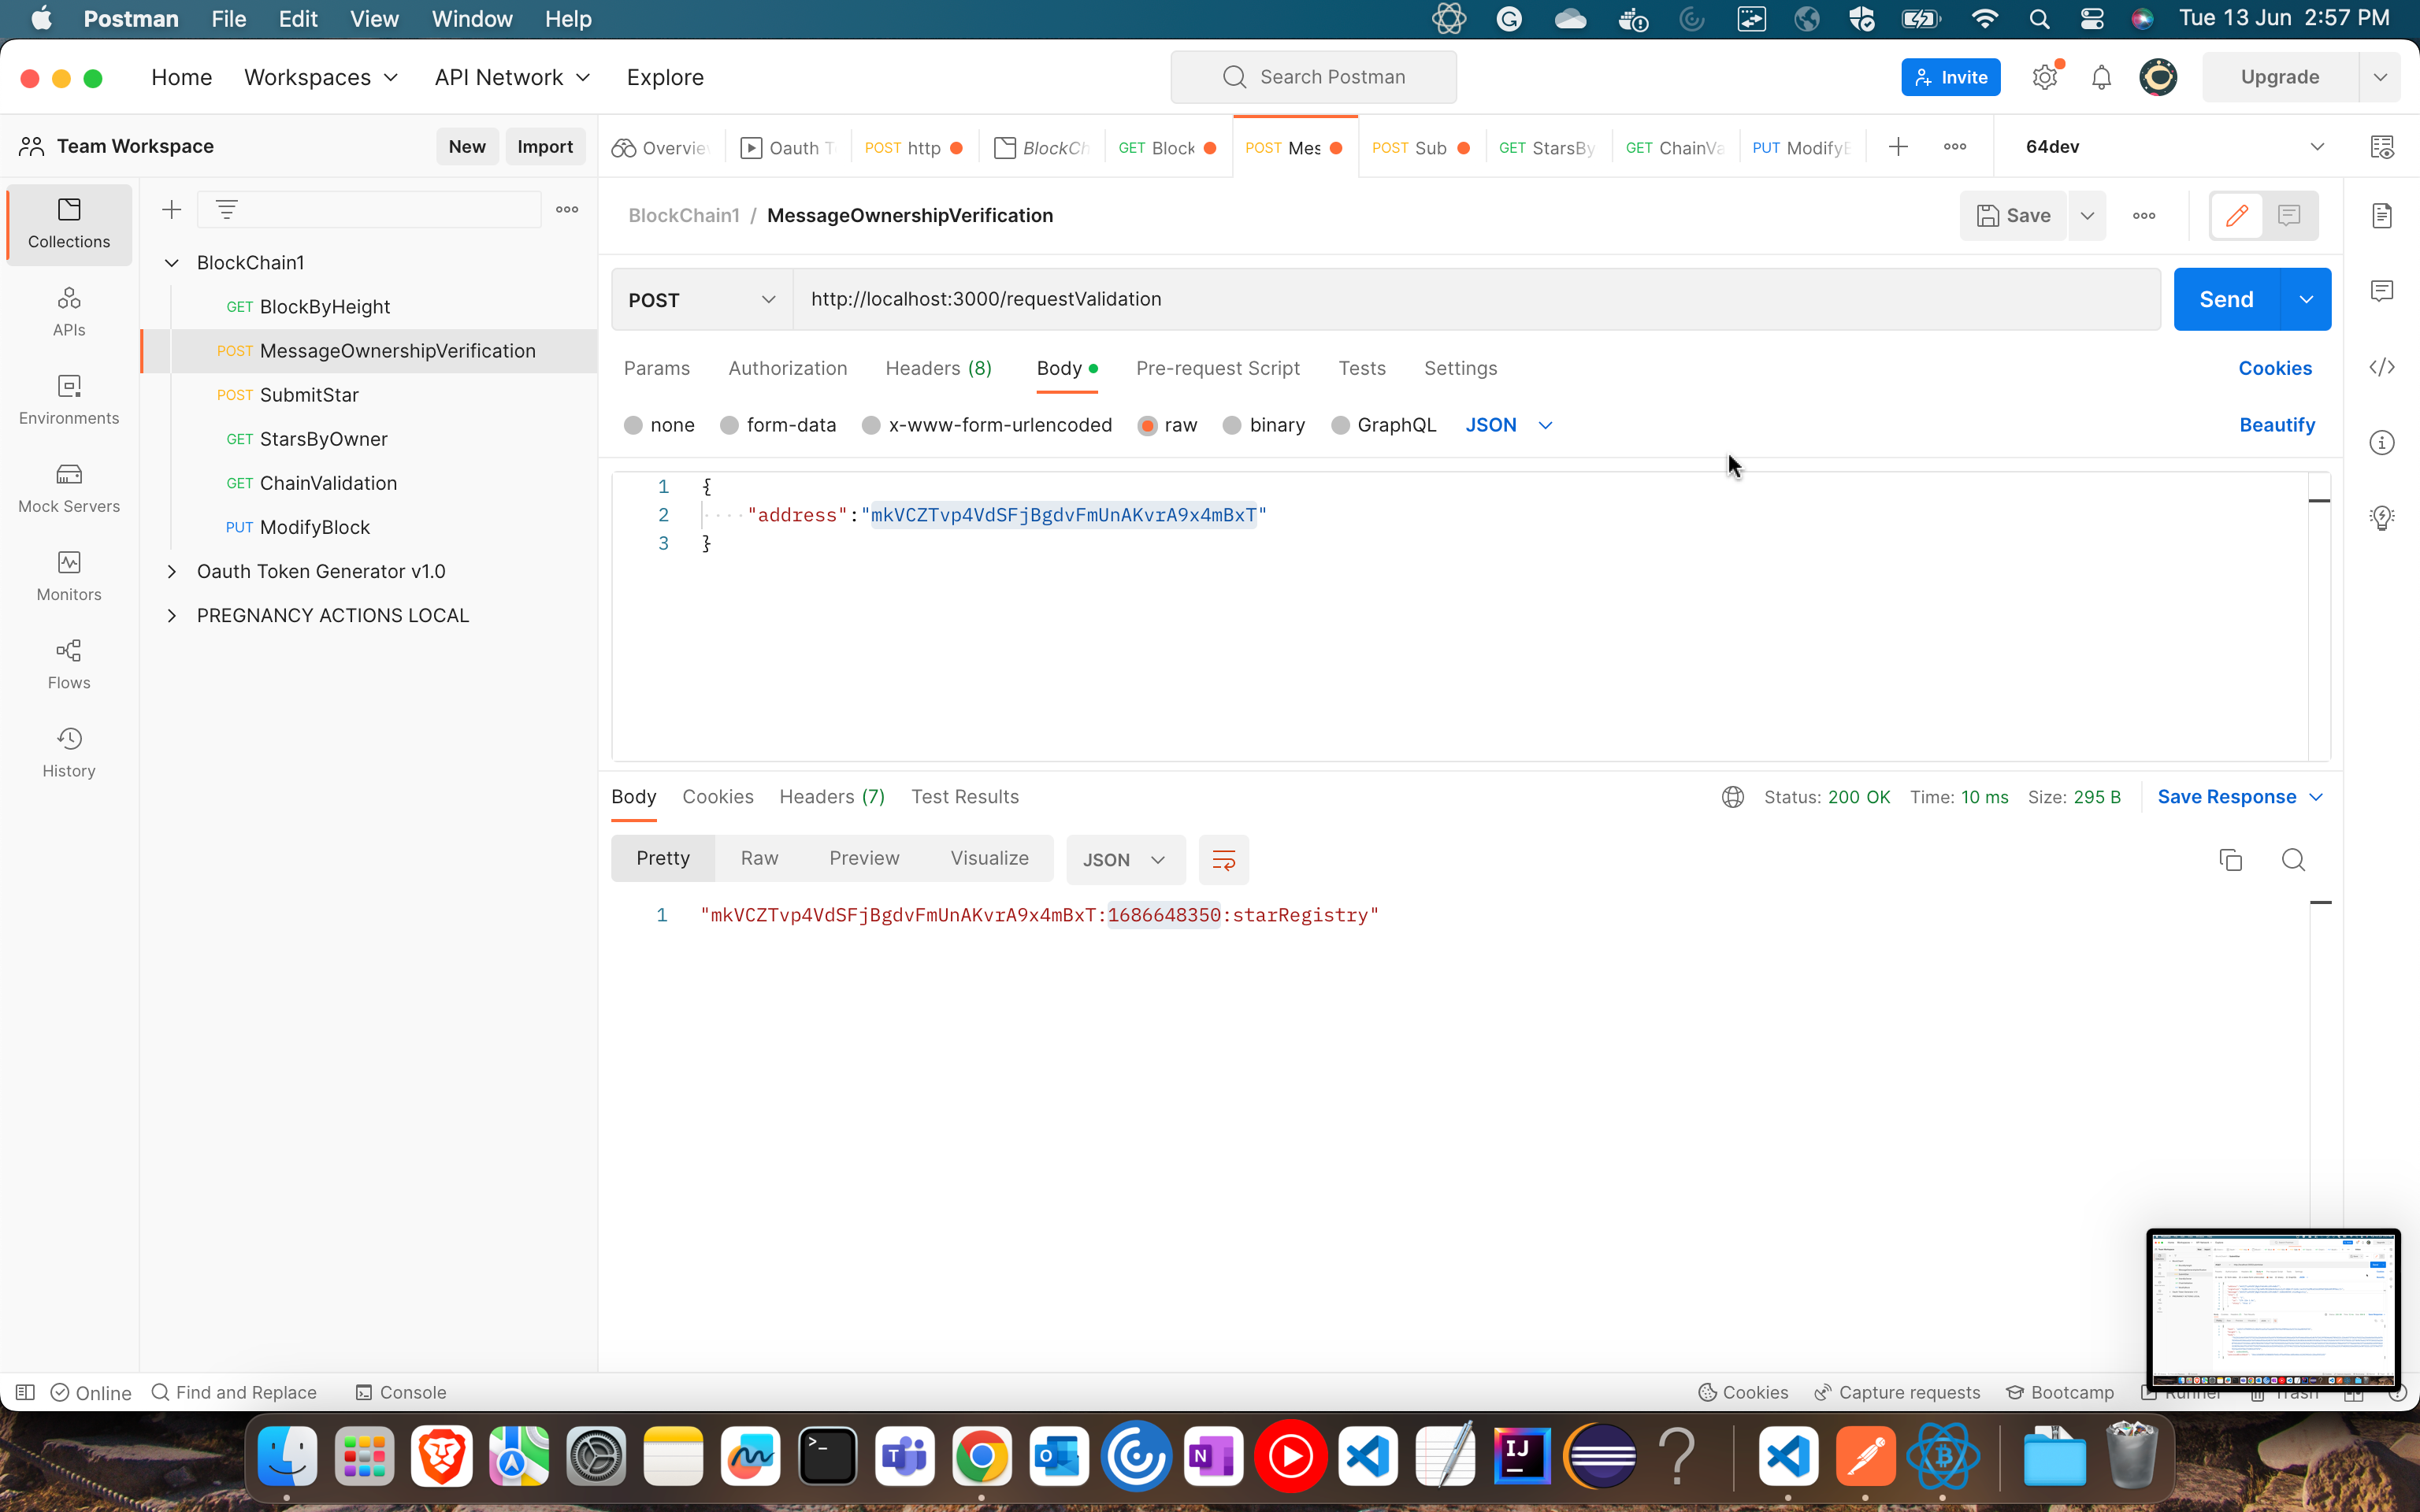 Postman File Edit View Window Help Tue 13 Jun 2:57 PM
Home Workspaces API Network Explore Search Postman Invite Upgrade
Team Workspace New Import
Overvie Oauth T POST http BlockCh GET Block POST Mes POST Sub GET StarsBy GET ChainVa PUT ModifyB 64dev
Collections
APIs
Environments
Mock Servers
Monitors
Flows
History
BlockChain1
GET BlockByHeight
POST MessageOwnershipVerification
POST SubmitStar
GET StarsByOwner
GET ChainValidation
PUT ModifyBlock
Oauth Token Generator v1.0
PREGNANCY ACTIONS LOCAL
BlockChain1 / MessageOwnershipVerification Save
POST http://localhost:3000/requestValidation Send
Params Authorization Headers (8) Body Pre-request Script Tests Settings Cookies
none form-data x-www-form-urlencoded raw binary GraphQL JSON Beautify
1 {
2 "address":"mkVCZTvp4VdSFjBgdvFmUnAKvrA9x4mBxT"
3 }
Body Cookies Headers (7) Test Results Status: 200 OK Time: 10 ms Size: 295 B Save Response
Pretty Raw Preview Visualize JSON
1 "mkVCZTvp4VdSFjBgdvFmUnAKvrA9x4mBxT:1686648350:starRegistry"
Online Find and Replace Console Cookies Capture requests Bootcamp Runner Trash